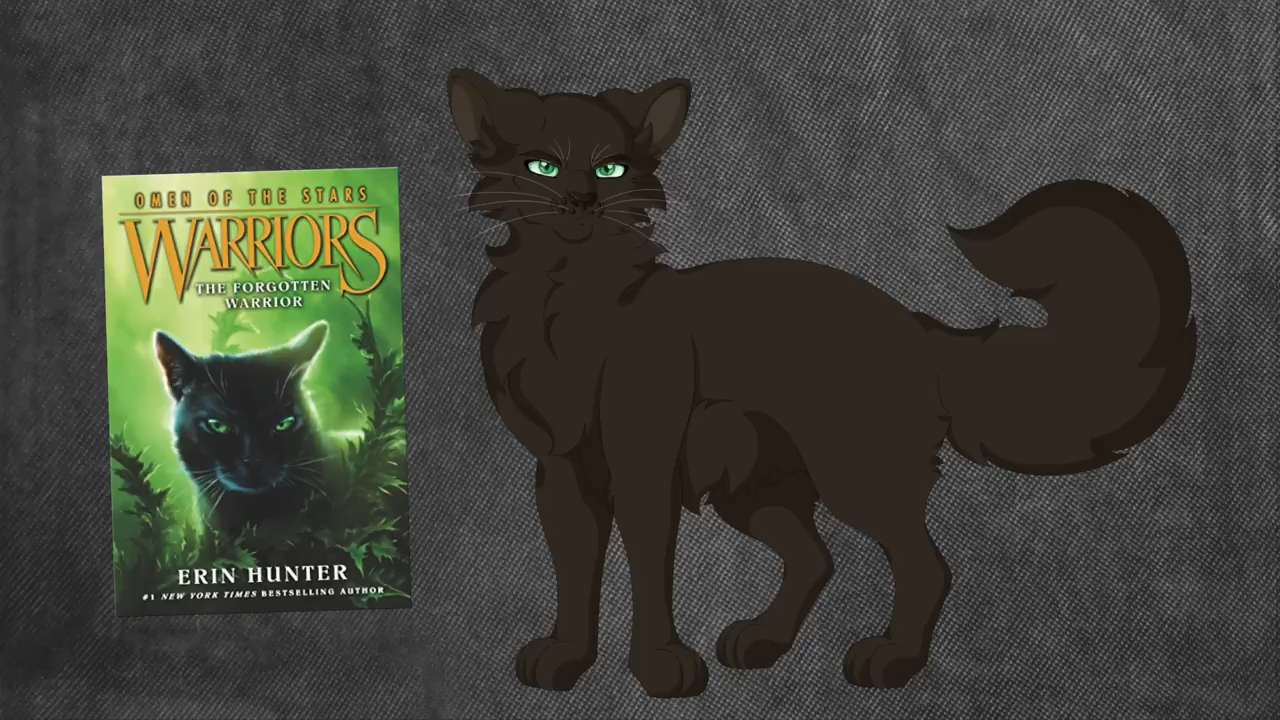 OMEN OF THE STARS
WARRIORS
THE FORGOTTEN
WARRIOR
ERIN HUNTER
#1 NEW YORK TIMES BESTSELLING AUTHOR